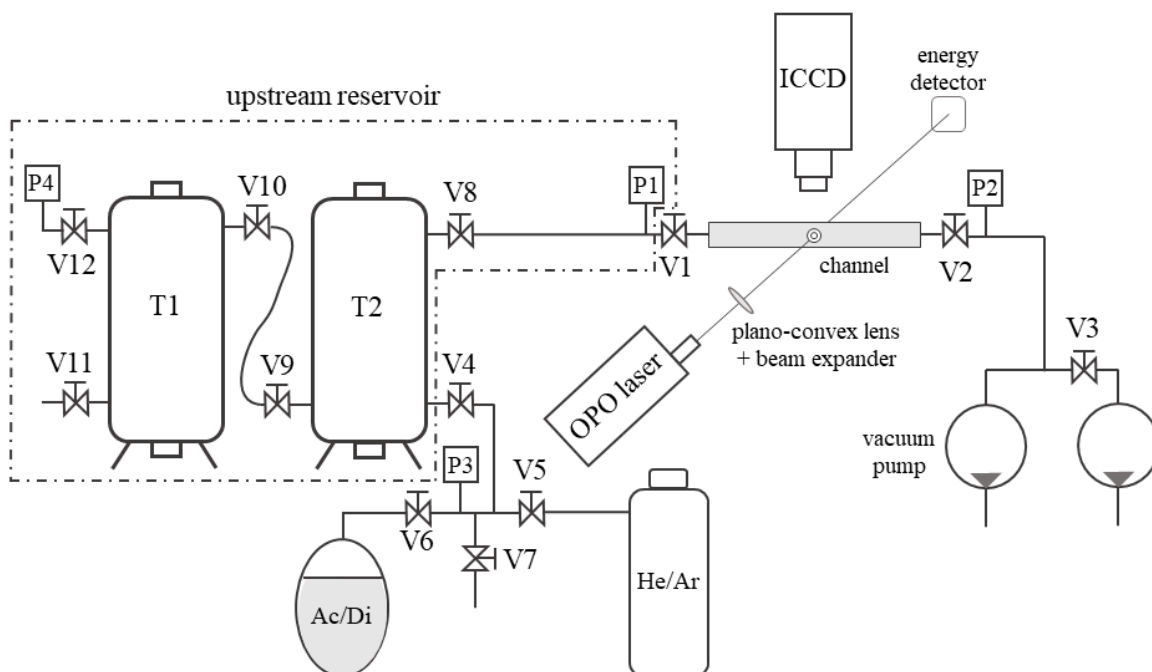 upstream reservoir
ICCD
energy
detector
P4
V10
V8
P1
P2
V12
T1
T2
V1
channel
V2
V11
V9
V4
plano-convex lens
+ beam expander
V3
OPO laser
vacuum
pump
P3
V5
V6
V7
Ac/Di
He/Ar